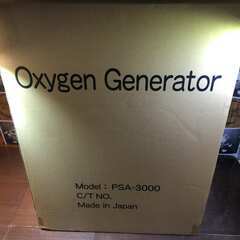 Oxygen Generator
Model : PSA-3000
C/T NO.
Made in Japan